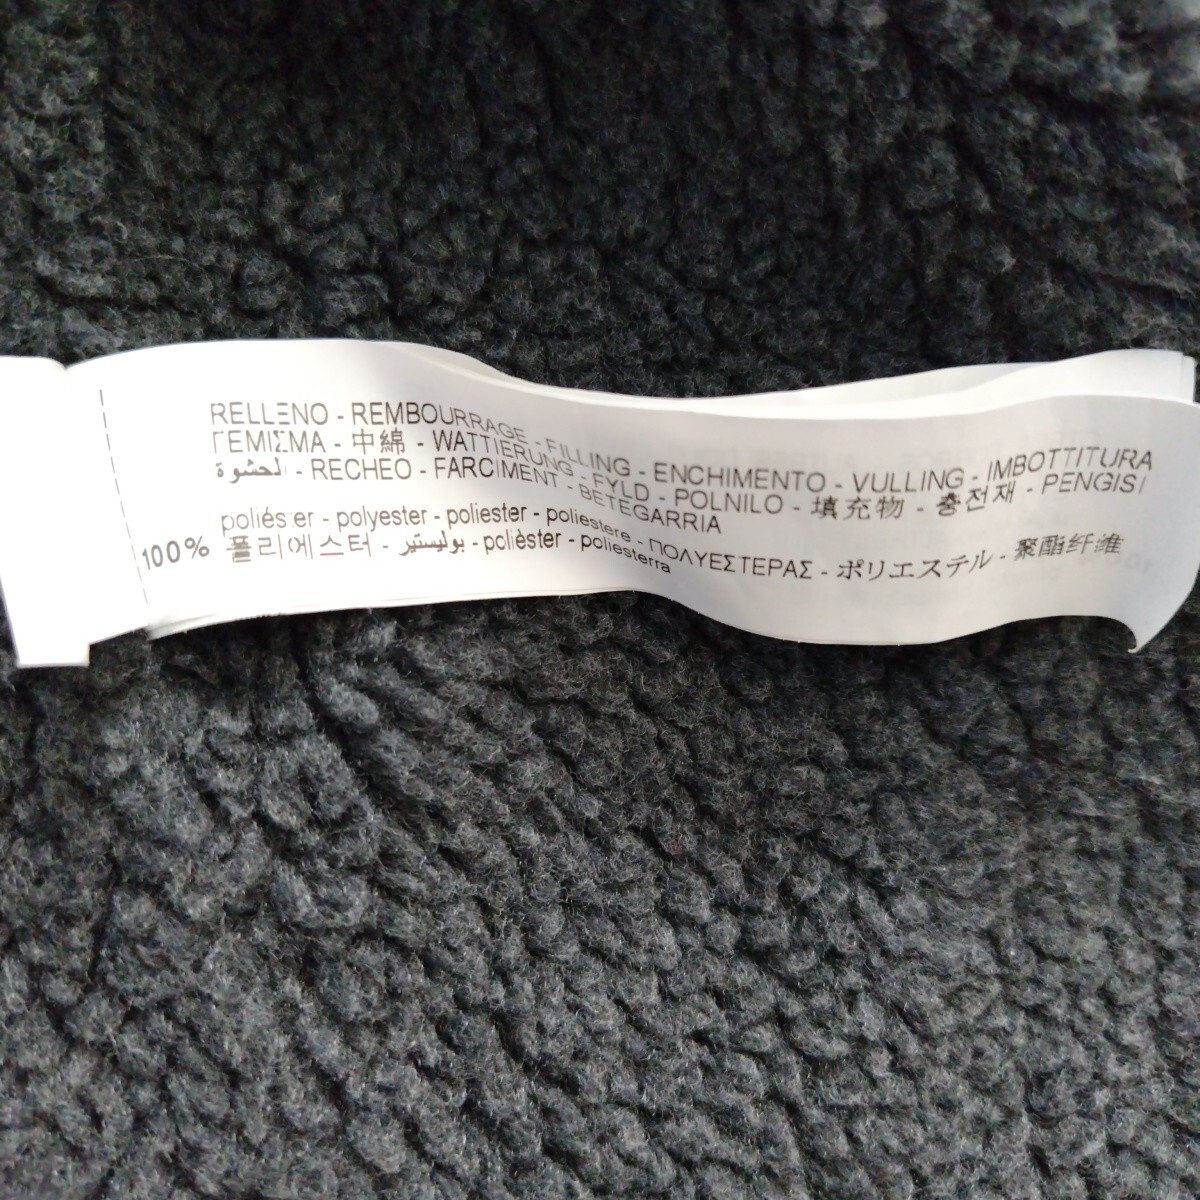 RELLENO - REMBOURRAGE - FILLING - ENCHIMENTO - VULLING - IMBOTTITURA
ΓΕΜΙΣΜΑ - 中綿 - WATTIERUNG - FYLD - POLNILO - 填充物 - 충전재 - PENGISI
الحشوة - RECHEO - FARCIMENT - BETEGARRIA
poliéster - polyester - poliester - poliestere - ΠΟΛΥΕΣΤΕΡΑΣ - ポリエステル - 聚酯纤维
100% 폴리에스터 - بوليستير - polièster - poliesterra